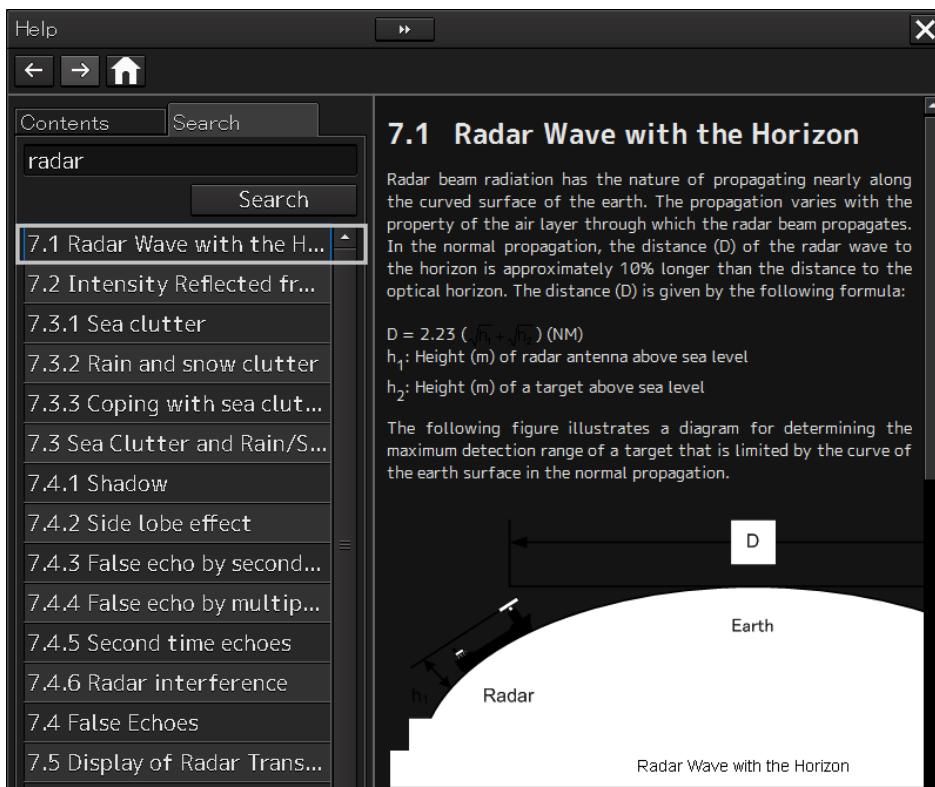 Help
Contents
Search
radar
Search
7.1 Radar Wave with the H...
7.2 Intensity Reflected fr...
7.3.1 Sea clutter
7.3.2 Rain and snow clutter
7.3.3 Coping with sea clut...
7.3 Sea Clutter and Rain/S...
7.4.1 Shadow
7.4.2 Side lobe effect
7.4.3 False echo by second...
7.4.4 False echo by multip...
7.4.5 Second time echoes
7.4.6 Radar interference
7.4 False Echoes
7.5 Display of Radar Trans...
7.1 Radar Wave with the Horizon
Radar beam radiation has the nature of propagating nearly along
the curved surface of the earth. The propagation varies with the
property of the air layer through which the radar beam propagates.
In the normal propagation, the distance (D) of the radar wave to
the horizon is approximately 10% longer than the distance to the
optical horizon. The distance (D) is given by the following formula:
D = 2.23 (√h₁ + √h₂) (NM)
h₁: Height (m) of radar antenna above sea level
h₂: Height (m) of a target above sea level
The following figure illustrates a diagram for determining the
maximum detection range of a target that is limited by the curve of
the earth surface in the normal propagation.
D
Earth
h₁
Radar
Radar Wave with the Horizon